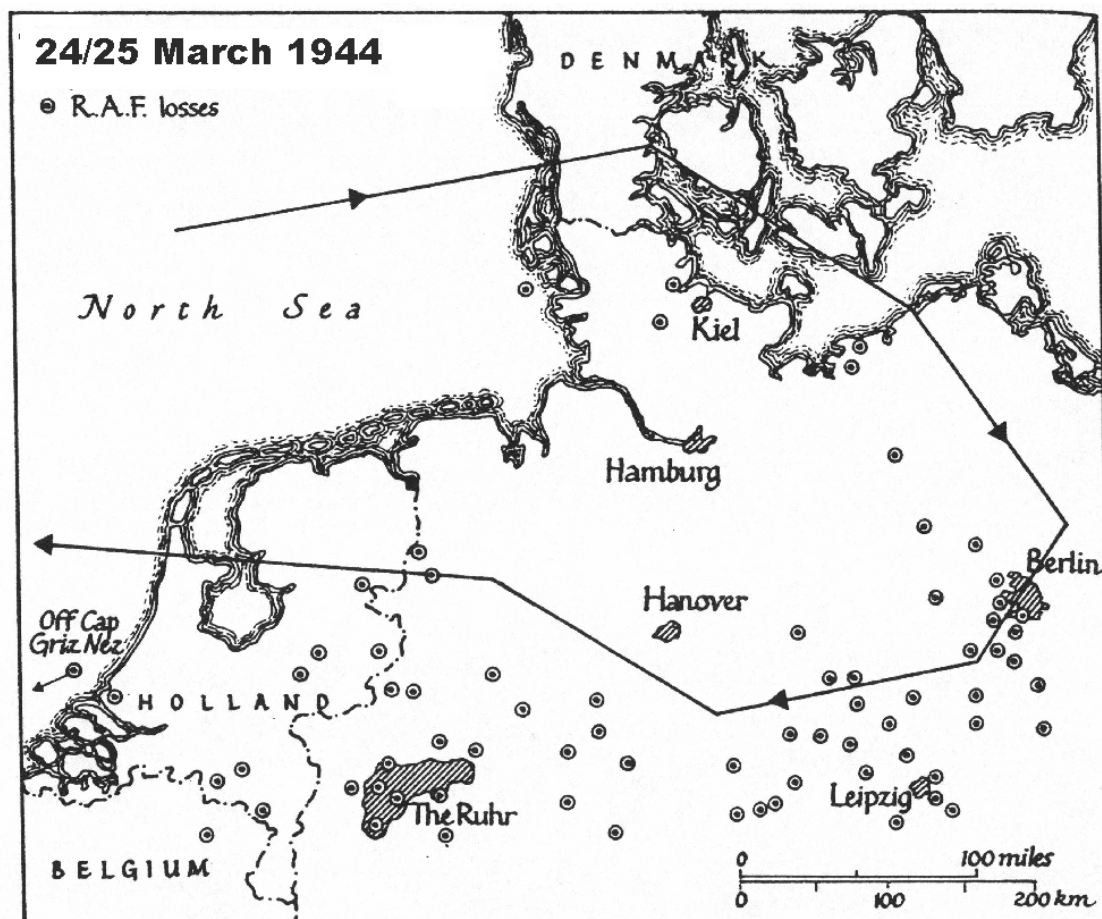 24/25 March 1944
R.A.F. losses
DENMARK
North Sea
Kiel
Hamburg
Berlin
Hanover
Off Cap
Griz Nez
HOLLAND
The Ruhr
Leipzig
BELGIUM
0 100 miles
0 100 200 km